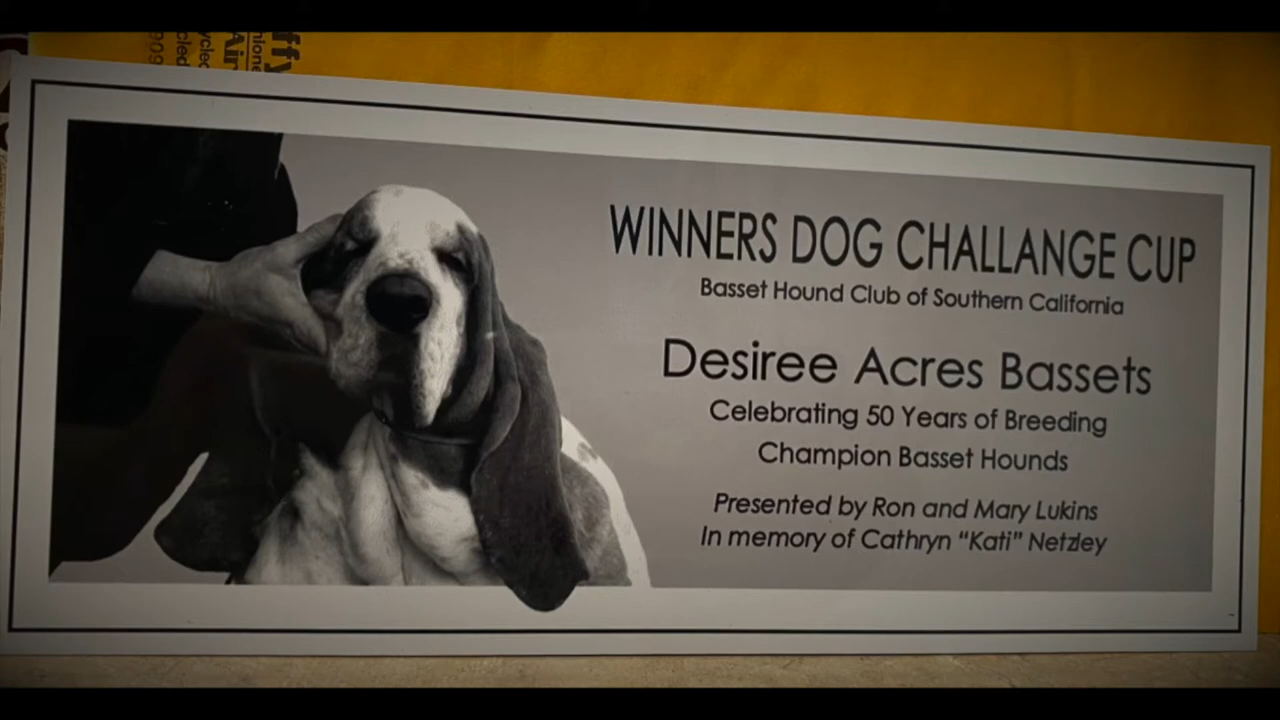 WINNERS DOG CHALLANGE CUP
Basset Hound Club of Southern California
Desiree Acres Bassets
Celebrating 50 Years of Breeding
Champion Basset Hounds
Presented by Ron and Mary Lukins
In memory of Cathryn “Kati” Netzley